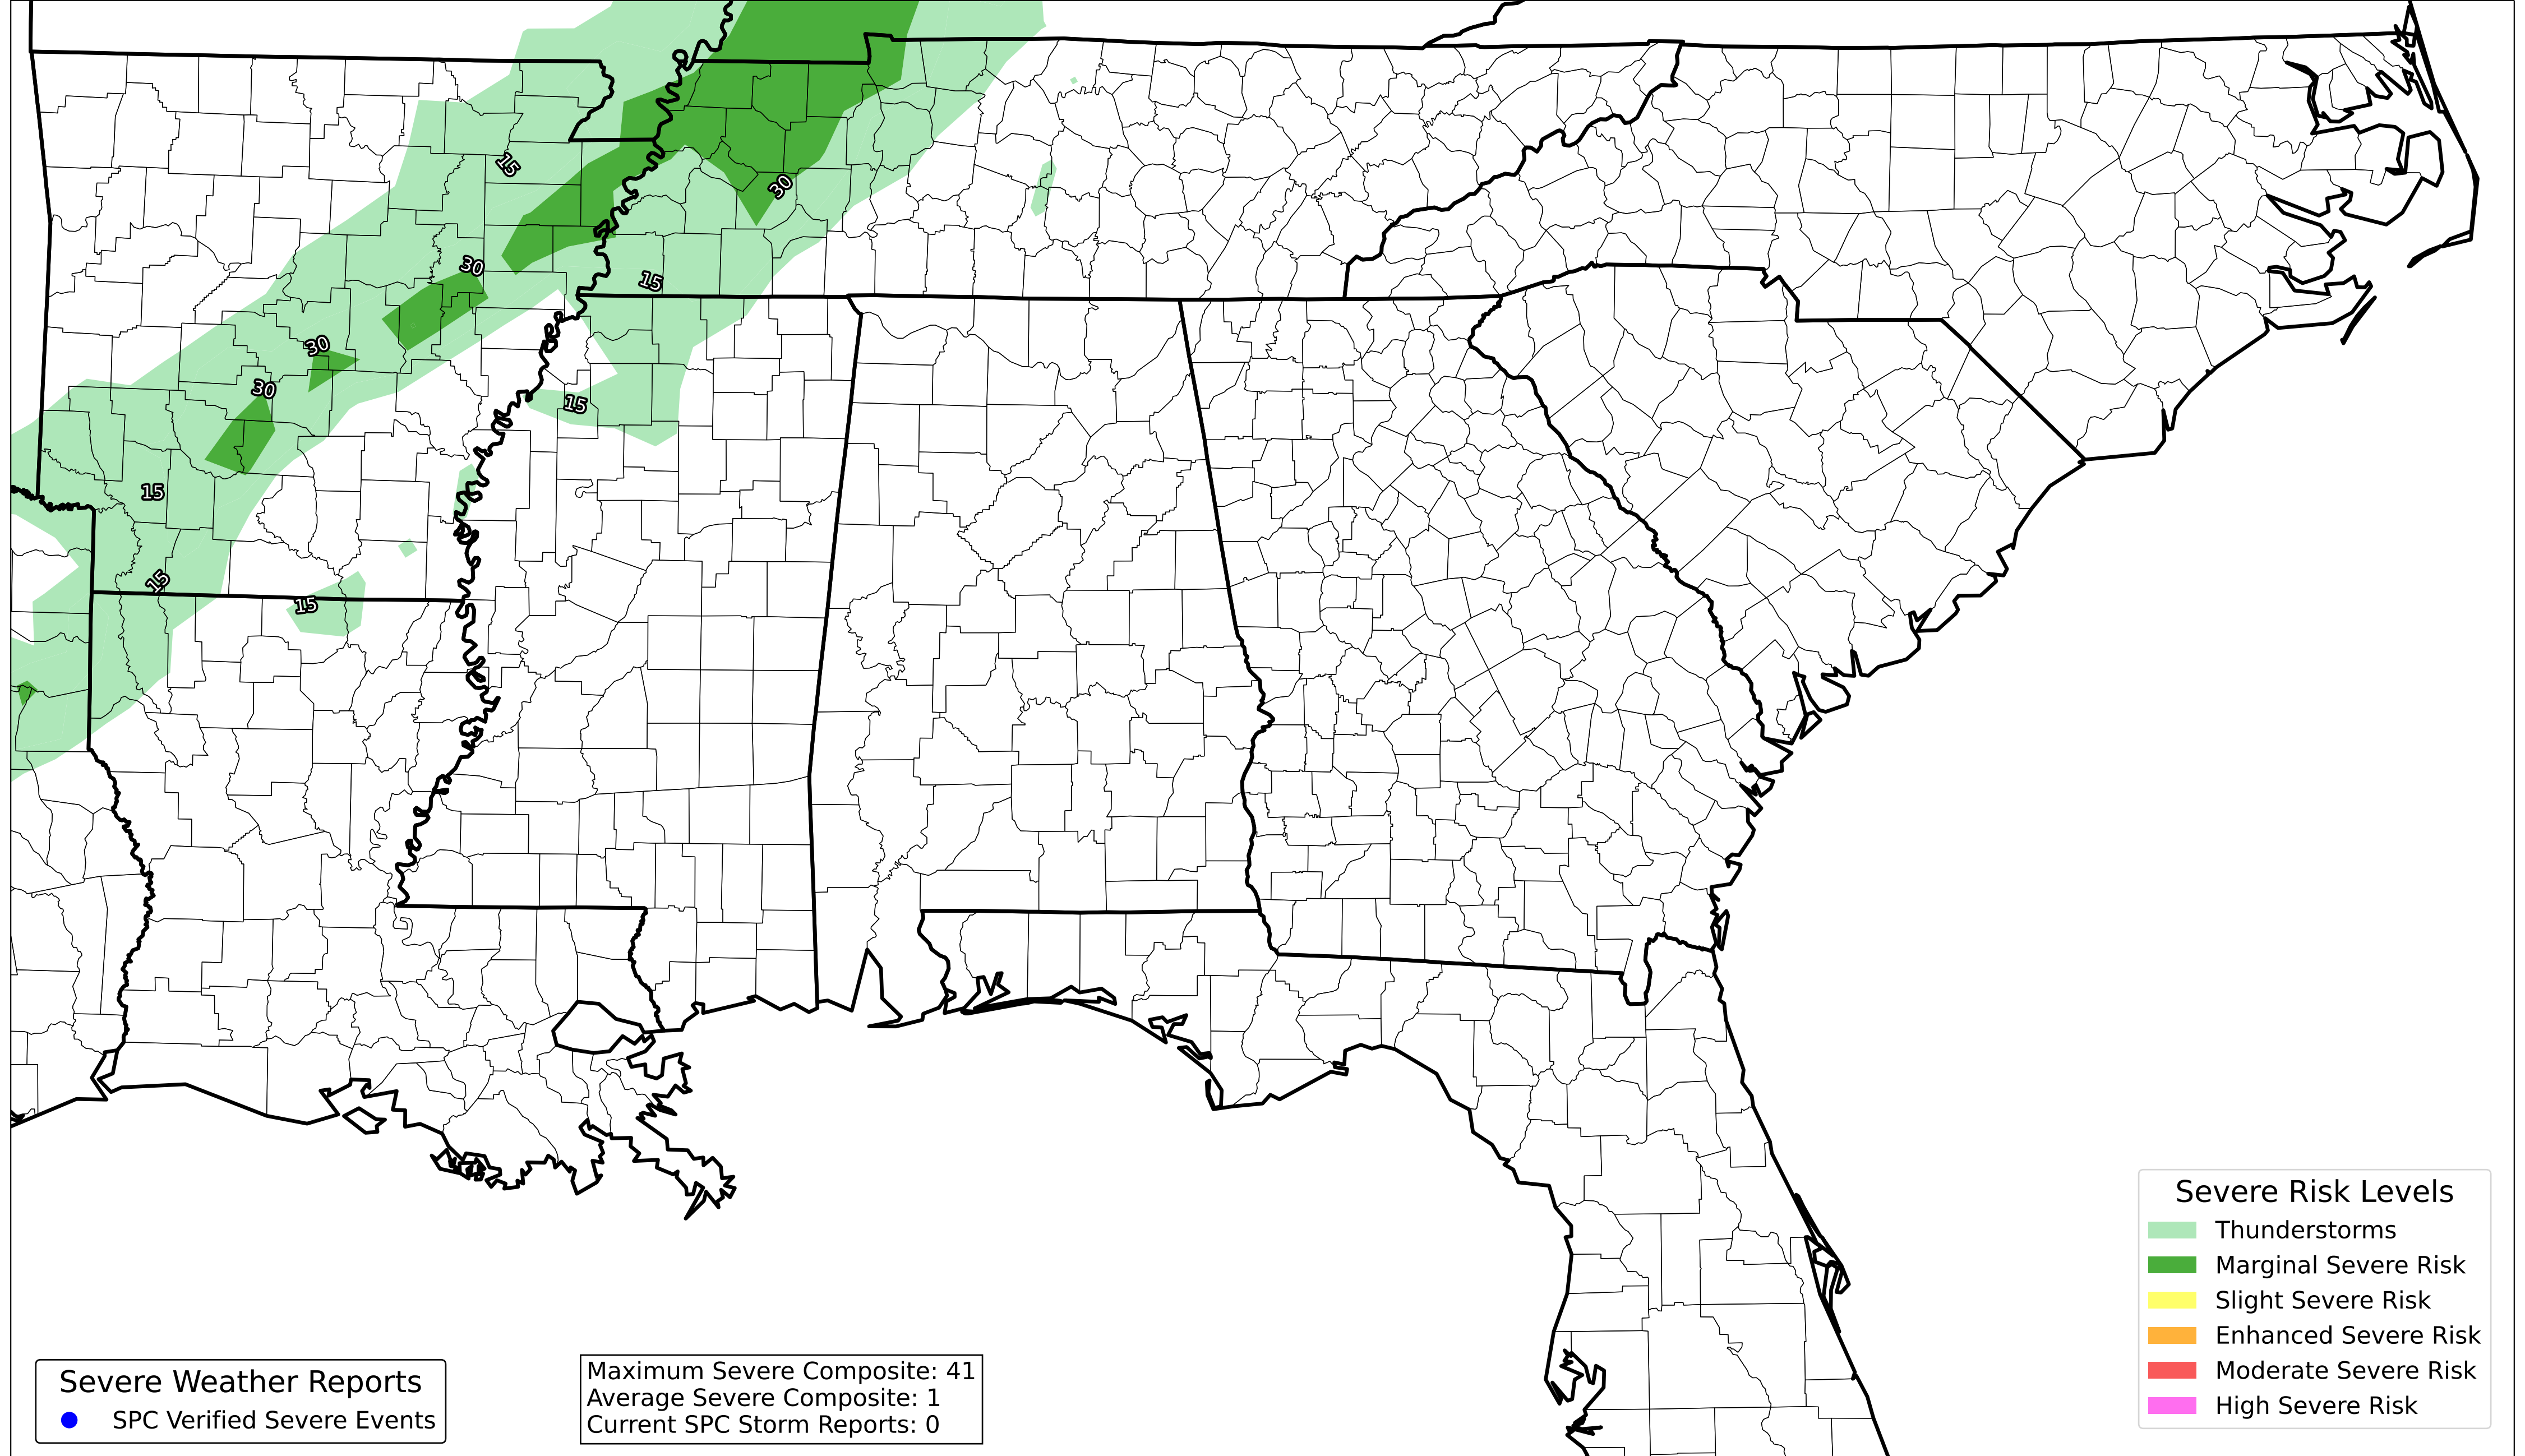 15
30
30
15
30
30
15
15
15
15
Severe Risk Levels
Thunderstorms
Marginal Severe Risk
Slight Severe Risk
Enhanced Severe Risk
Moderate Severe Risk
High Severe Risk
Severe Weather Reports
SPC Verified Severe Events
Maximum Severe Composite: 41
Average Severe Composite: 1
Current SPC Storm Reports: 0